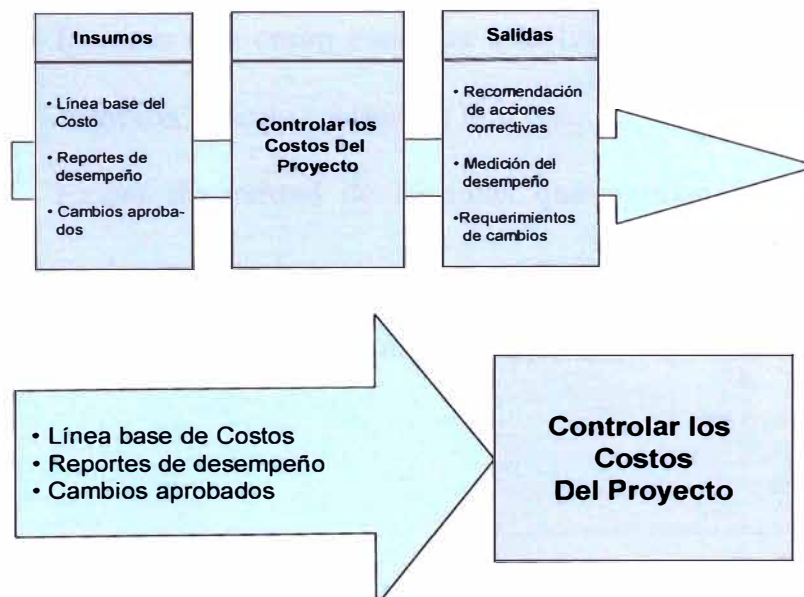 Insumos
• Línea base del
Costo
• Reportes de
desempeño
• Cambios aproba-
dos
Controlar los
Costos Del
Proyecto
Salidas
• Recomendación
de acciones
correctivas
• Medición del
desempeño
•Requerimientos
de cambios
• Línea base de Costos
• Reportes de desempeño
• Cambios aprobados
Controlar los
Costos
Del Proyecto